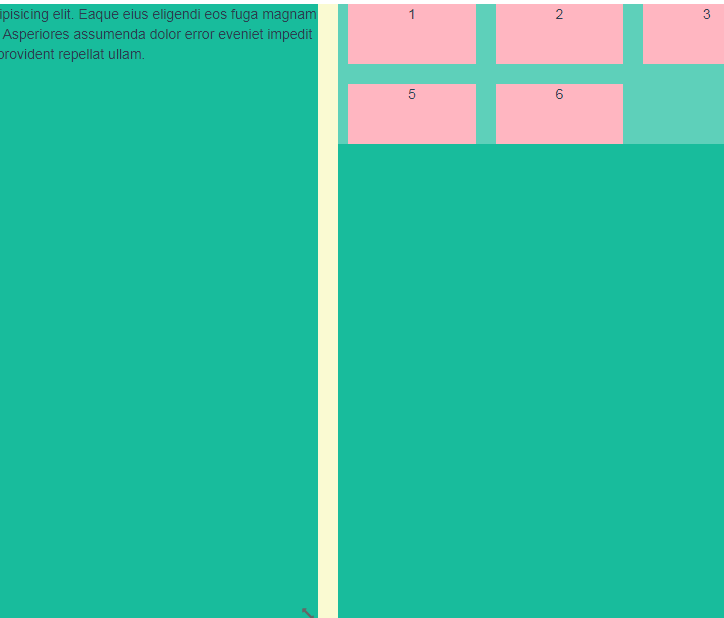 ipisicing elit. Eaque eius eligendi eos fuga magnam
Asperiores assumenda dolor error eveniet impedit
provident repellat ullam.
1 2 3
5 6